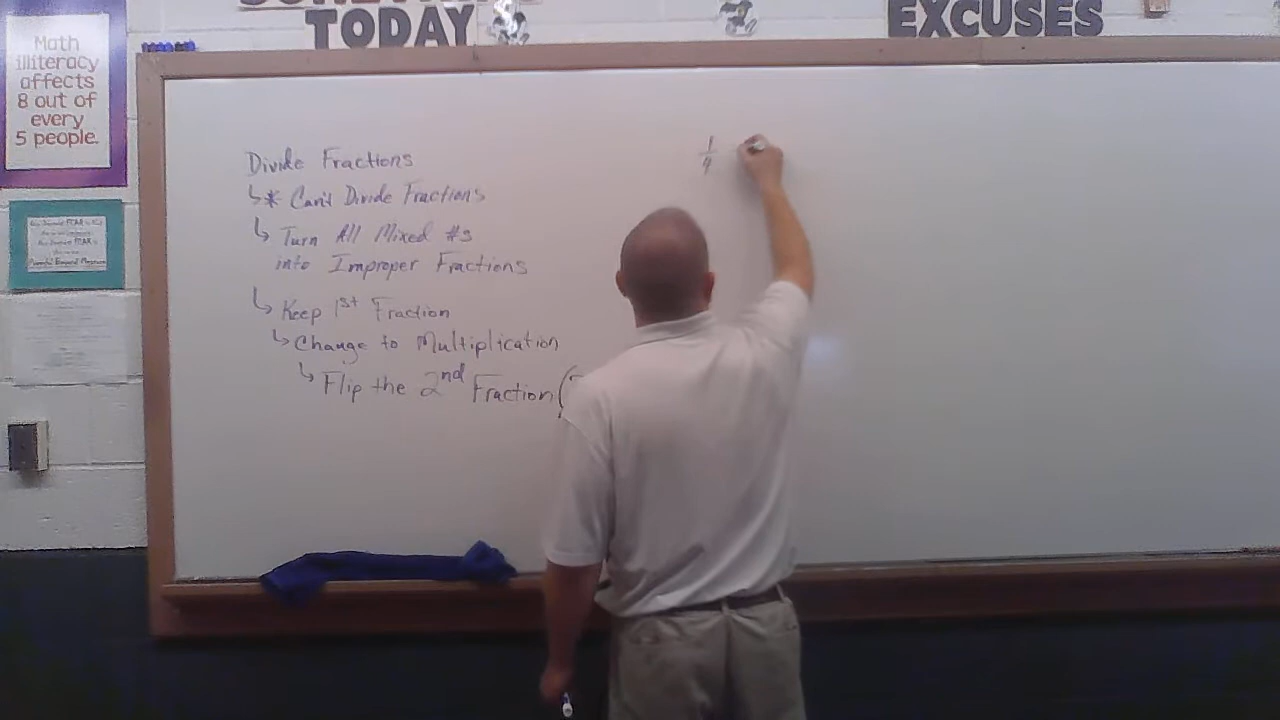 TODAY
EXCUSES
Math
illiteracy
affects
8 out of
every
5 people.
Divide Fractions
↳* Can't Divide Fractions
↳ Turn All Mixed #s
into Improper Fractions
↳ Keep 1st Fraction
↳ Change to Multiplication
↳ Flip the 2nd Fraction (
1/4